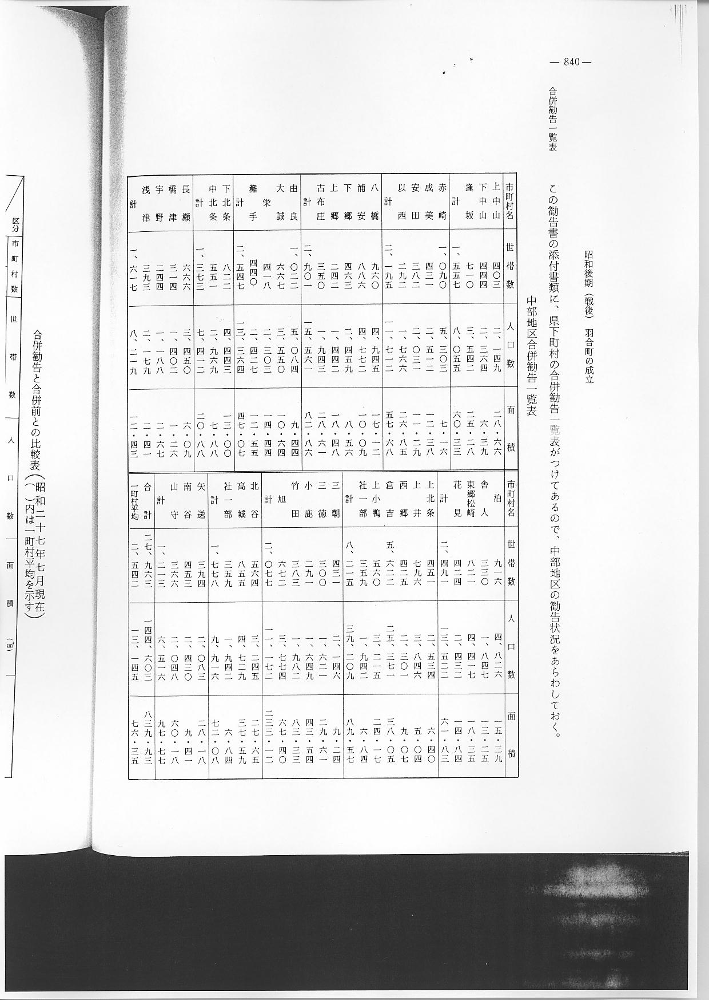 — 840 —
昭和後期（戦後） 羽合町の成立
合併勧告一覧表
この勧告書の添付書類に、県下町村の合併勧告一覧表がつけてあるので、中部地区の勧告状況をあらわしておく。
中部地区合併勧告一覧表
市町村名 世帯数 人口数 面積
上中山 四〇三 二、一四九 二八・六六
下中山 四四四 二、三六四 六・三九
逢坂 七一〇 三、五四二 二五・二八
計 一、五五七 八、〇五五 六〇・三三
赤崎 一、〇九〇 五、三〇三 七・一六
成美 四三一 二、五一二 一二・三八
安田 三八二 二、〇三一 一一・二九
以西 二九二 一、七六六 二六・八五
計 二、一九五 一一、七一二 五七・六八
八橋 九六〇 四、九四五 一七・一二
浦安 八八六 四、七七二 一〇・〇九
下郷 四六三 二、四五九 八・五六
上郷 二四二 一、四四二 一八・四八
古布庄 三五〇 一、九四三 二八・六一
計 二、九〇一 一五、五六一 八二・八六
由良 一、〇二二 五、〇八四 九・四四
大誠 六六七 三、五五〇 一〇・六四
栄 四一八 二、三〇三 一四・四四
灘手 四四〇 二、四二七 一二・五五
計 二、五四七 一三、三六四 四七・〇七
下北条 八二二 四、四四三 一三・〇〇
中北条 五五一 二、九六九 七・八八
計 一、三七三 七、四一二 二〇・八八
長瀬 六六六 三、四五〇 六・〇九
橋津 三一四 一、四〇二 一・二六
宇野 二四四 一、一八八 二・六七
浅津 三九三 二、一七九 二・四一
計 一、六一七 八、二一九 一二・四三
市町村名 世帯数 人口数 面積
泊 九一六 四、八二六 一五・三九
舎人 三三〇 一、八四七 一三・二五
東郷松崎 八二一 四、四一七 一八・三五
花見 四二四 二、四三二 一四・八四
計 二、四九一 一三、五二二 六一・八三
上北条 四五一 二、五三四 六・四〇
上井 七九六 三、八四六 五・〇四
西郷 四二五 二、三〇一 九・〇七
倉吉 五、六二二 二五、三七一 三八・〇五
上小鴨 五六〇 三、二一五 二四・一七
社一部 三五九 一、九四二 六・八四
計 八、二一五 三九、二〇九 八九・五七
三朝 四三一 二、一四六 九・二四
三徳 三〇〇 一、六二一 二九・六一
小鹿 二九一 一、六四九 四三・五四
竹田 三八三 一、九八二 八三・三三
旭 六七二 三、七七四 六七・四〇
計 二、〇七七 一一、一七二 二三三・一二
北谷 五六四 三、二四五 二七・六五
高城 八五五 四、七二九 三七・五九
社一部 三五九 一、九四二 六・八四
計 一、七七八 九、九一六 七二・〇八
矢送 三九四 二、〇八三 二八・一八
南谷 四五三 二、四三〇 九・四一
山守 三六六 二、〇四八 六〇・一八
計 一、二一三 六、五一六 九七・七七
合計 二七、九六三 一四四、六〇三 八三九・九三
一町村平均 二、五四二 一三、一四五 七六・三五
合併勧告と合併前との比較表（昭和二十七年七月現在）
（（ ）内は一町村平均を示す）
区分 市町村数 世帯数 人口数 面積（㎢）